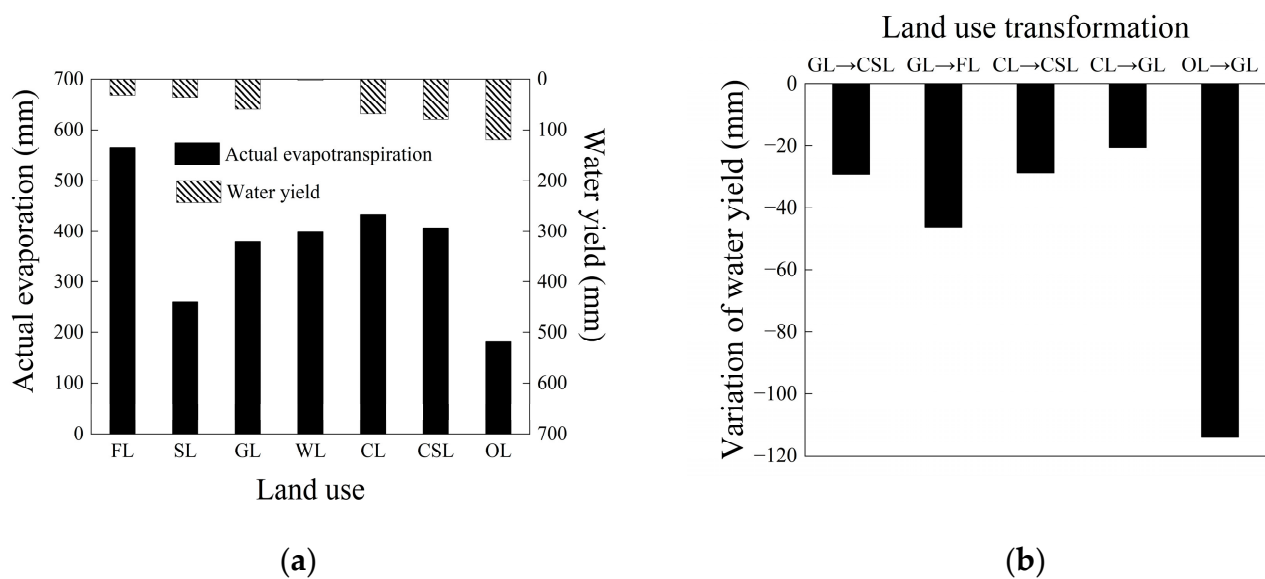 Land use transformation
GL→CSL GL→FL CL→CSL CL→GL OL→GL
700
600
500
400
300
200
100
0
Actual evaporation (mm)
Actual evapotranspiration
Water yield
0
100
200
300
400
500
600
700
Water yield (mm)
FL SL GL WL CL CSL OL
Land use
(a)
0
−20
−40
−60
−80
−100
−120
Variation of water yield (mm)
(b)